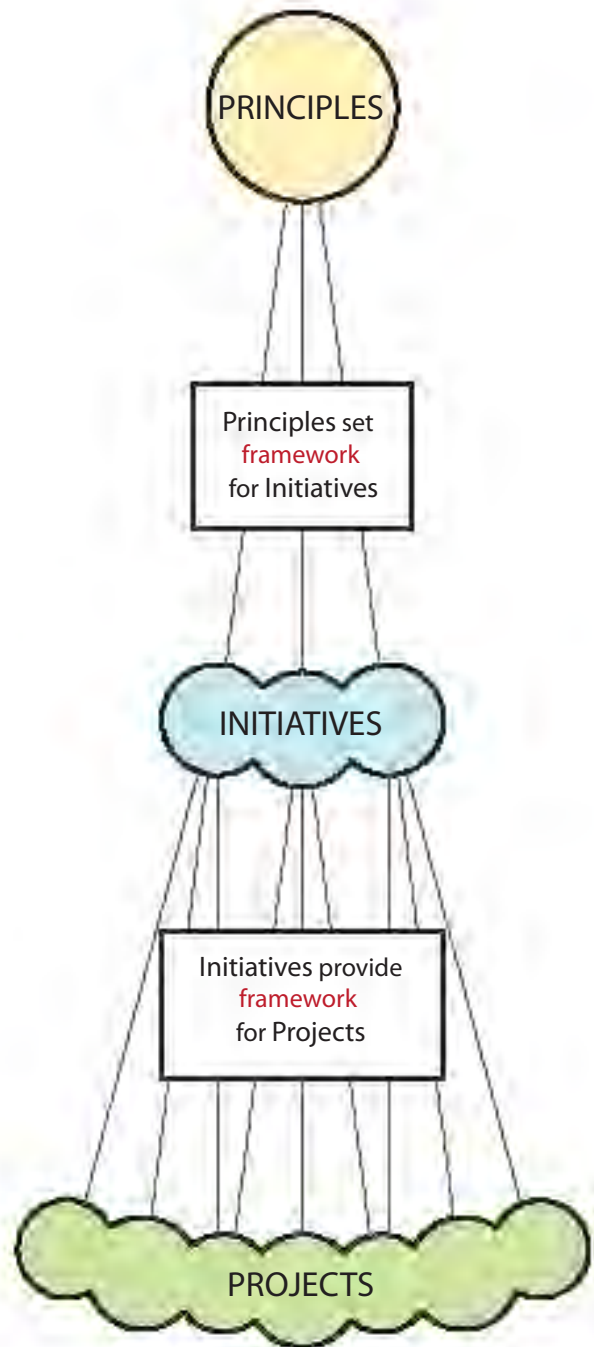 PRINCIPLES
Principles set
framework
for Initiatives
INITIATIVES
Initiatives provide
framework
for Projects
PROJECTS